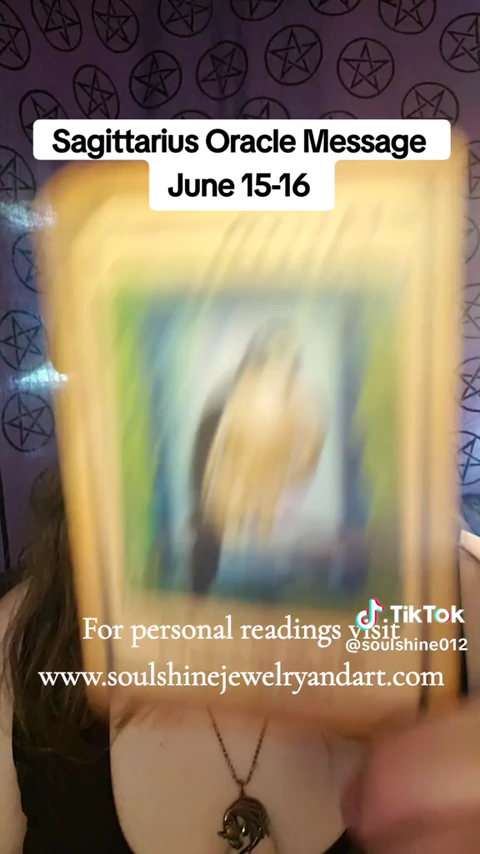 Sagittarius Oracle Message
June 15-16
For personal readings visit
TikTok
@soulshine012
www.soulshinejewelryandart.com